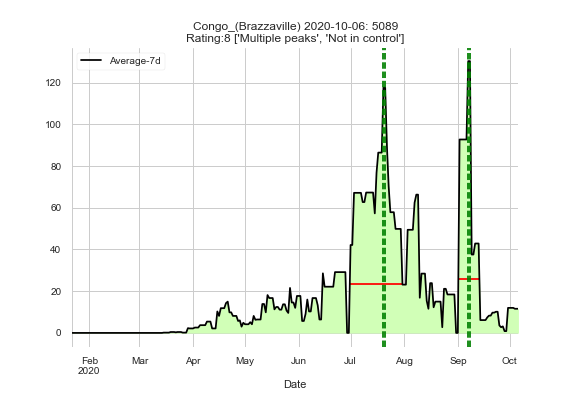 Congo_(Brazzaville) 2020-10-06: 5089
Rating:8 ['Multiple peaks', 'Not in control']
Average-7d
120
100
80
60
40
20
0
Feb Mar Apr May Jun Jul Aug Sep Oct
2020
Date